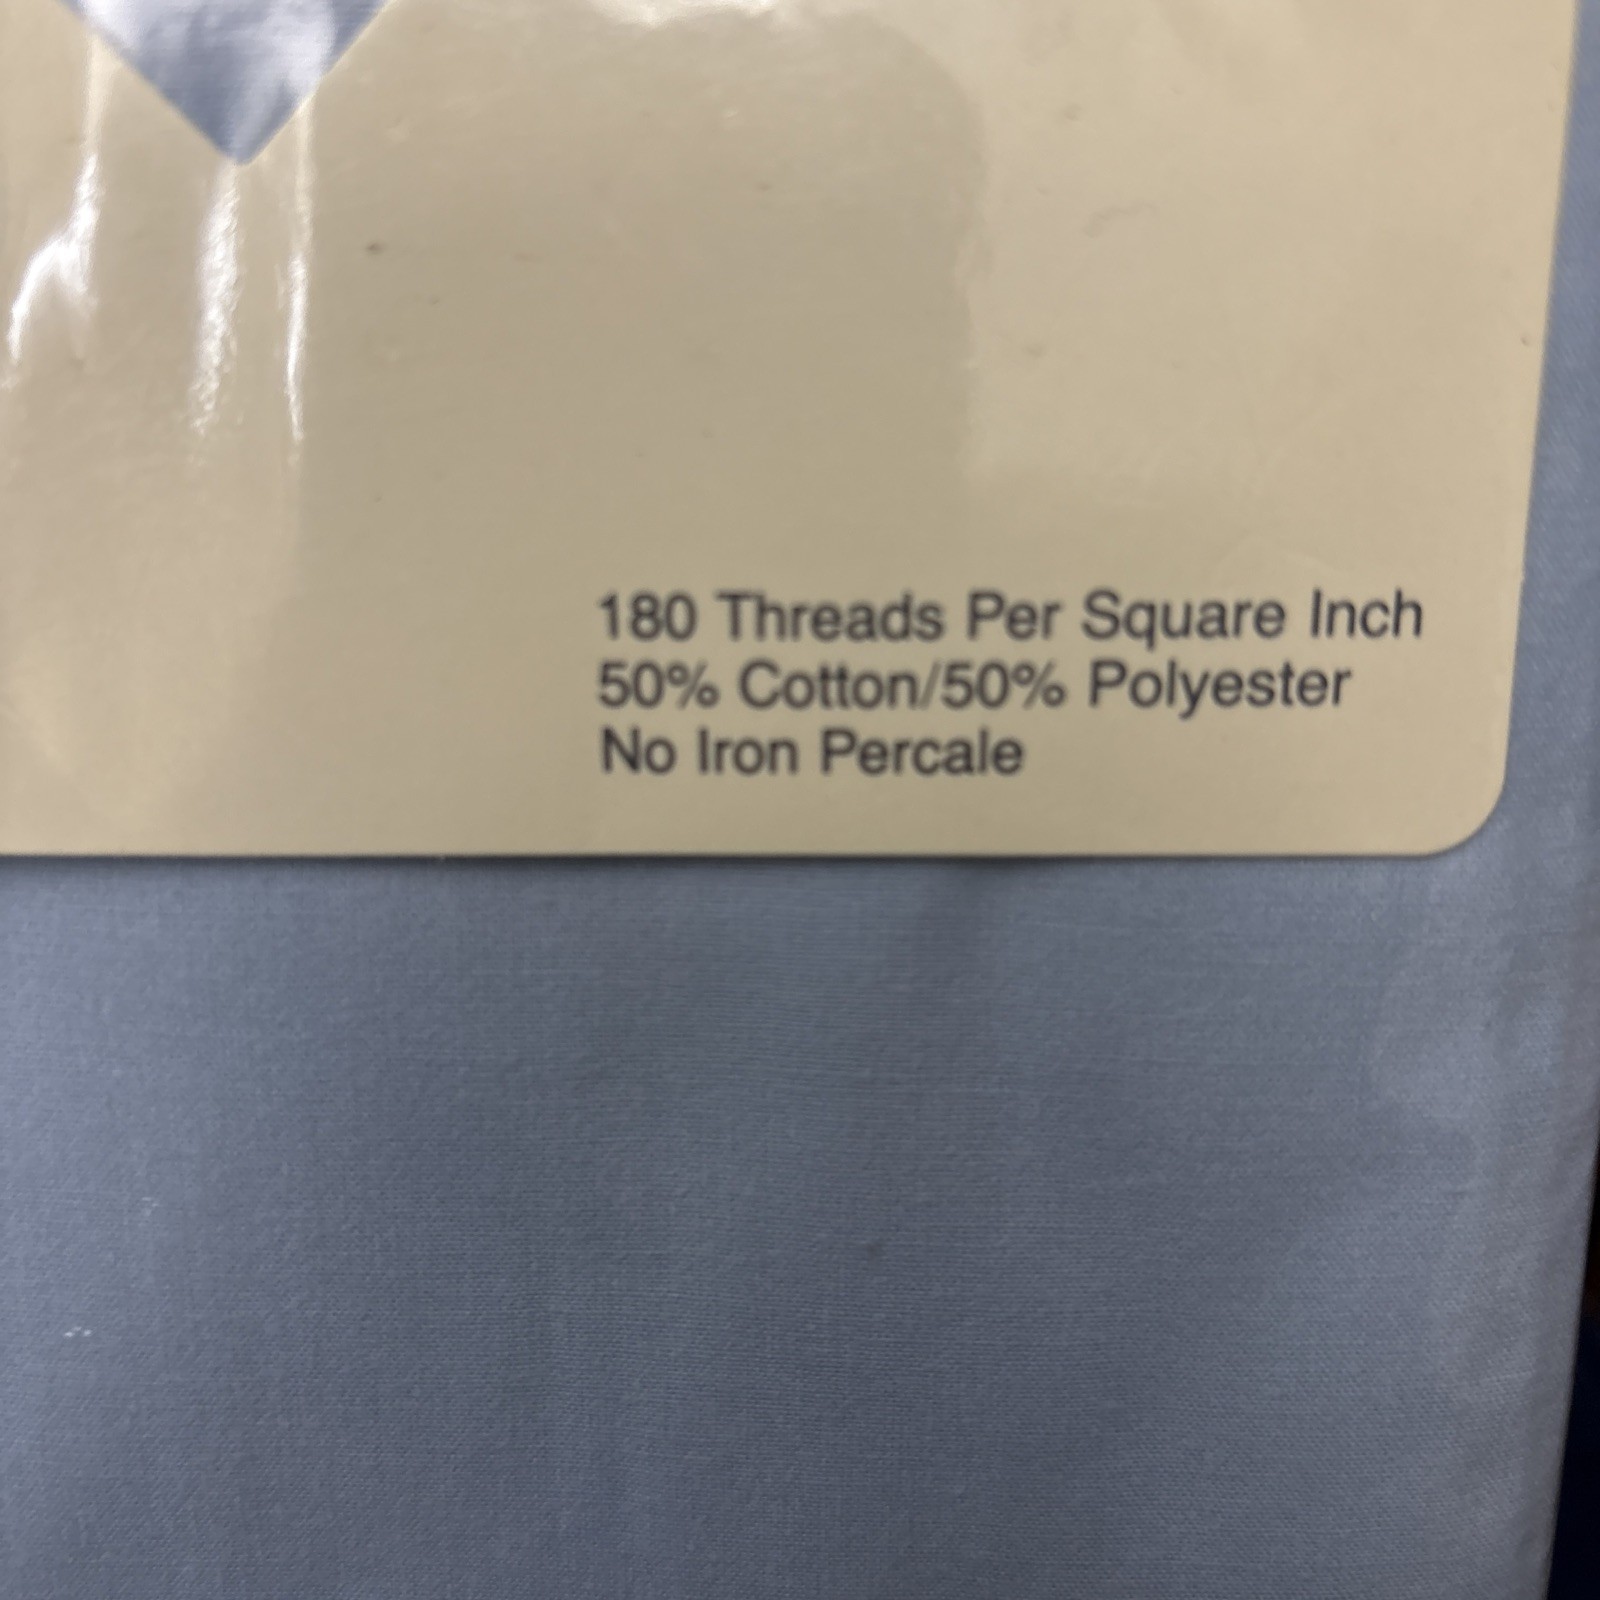 180 Threads Per Square Inch
50% Cotton/50% Polyester
No Iron Percale